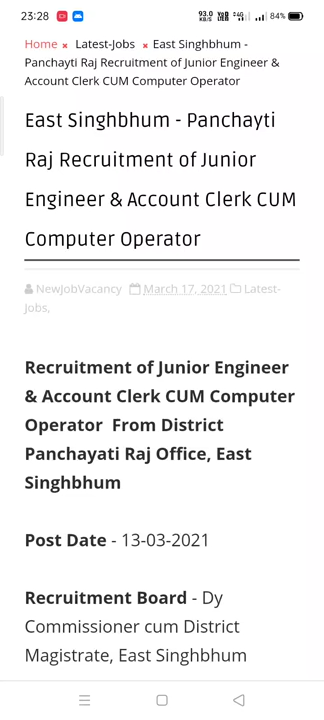 23:28
93.0 KB/S
84%
Home × Latest-Jobs × East Singhbhum -
Panchayti Raj Recruitment of Junior Engineer &
Account Clerk CUM Computer Operator
East Singhbhum - Panchayti
Raj Recruitment of Junior
Engineer & Account Clerk CUM
Computer Operator
NewJobVacancy March 17, 2021 Latest-
Jobs,
Recruitment of Junior Engineer
& Account Clerk CUM Computer
Operator From District
Panchayati Raj Office, East
Singhbhum
Post Date - 13-03-2021
Recruitment Board - Dy
Commissioner cum District
Magistrate, East Singhbhum